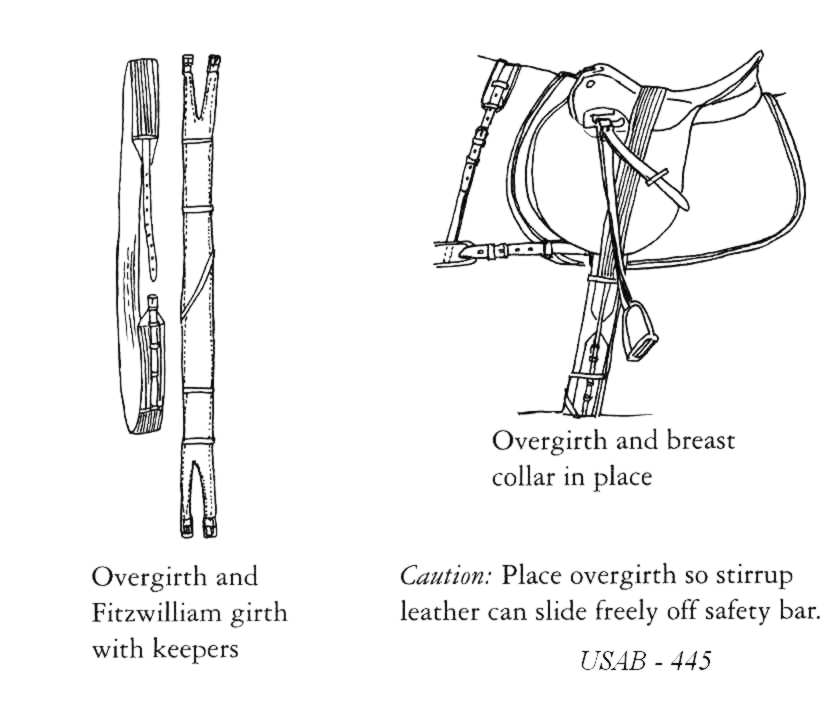 Overgirth and breast
collar in place
Overgirth and
Fitzwilliam girth
with keepers
Caution: Place overgirth so stirrup
leather can slide freely off safety bar.
USAB - 445